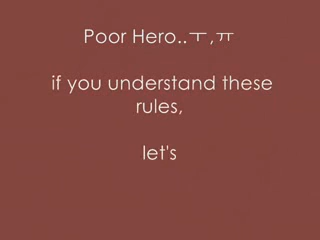 Poor Hero..ㅜ,ㅠ
if you understand these
rules,
let's